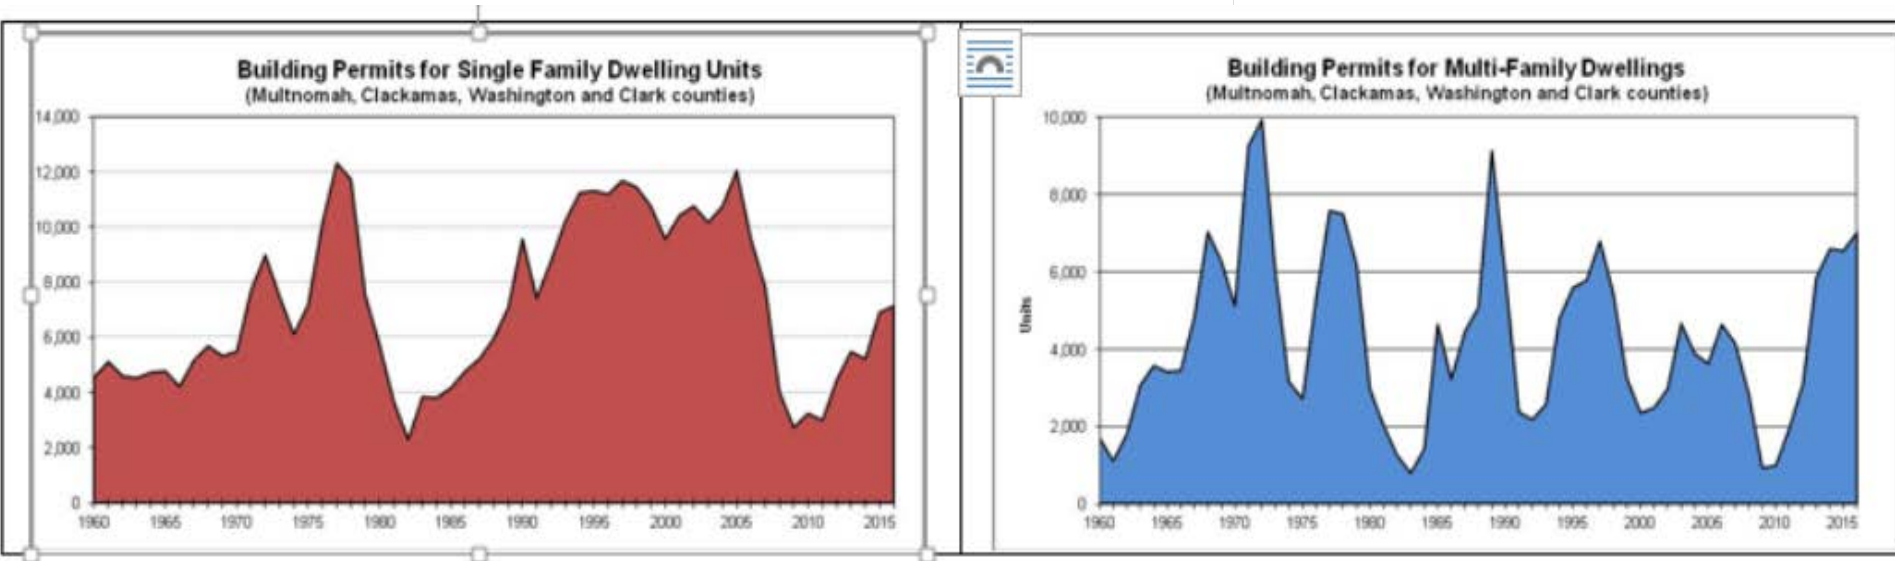 Building Permits for Single Family Dwelling Units
(Multnomah, Clackamas, Washington and Clark counties)
14,000
12,000
10,000
8,000
6,000
4,000
2,000
0
1960 1965 1970 1975 1980 1985 1990 1995 2000 2005 2010 2015
Building Permits for Multi-Family Dwellings
(Multnomah, Clackamas, Washington and Clark counties)
10,000
8,000
6,000
Units
4,000
2,000
0
1960 1965 1970 1975 1980 1985 1990 1995 2000 2005 2010 2015